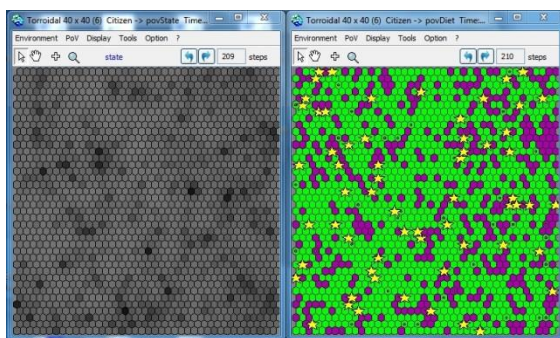 Torroidal 40 x 40 (6) Citizen -> povState Time:...
Environment PoV Display Tools Option ?
state
209 steps
Torroidal 40 x 40 (6) Citizen -> povDiet Time:...
Environment PoV Display Tools Option ?
210 steps